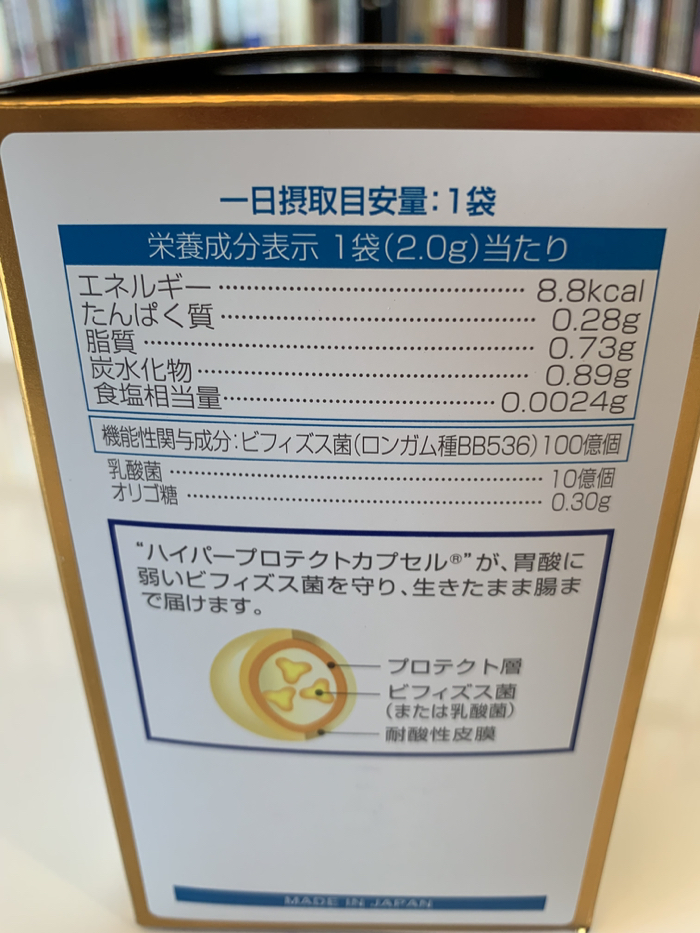 一日摂取目安量：1袋
栄養成分表示 1袋(2.0g)当たり
エネルギー 8.8kcal
たんぱく質 0.28g
脂質 0.73g
炭水化物 0.89g
食塩相当量 0.0024g
機能性関与成分：ビフィズス菌(ロンガム種BB536)100億個
乳酸菌 10億個
オリゴ糖 0.30g
“ハイパープロテクトカプセル®”が、胃酸に
弱いビフィズス菌を守り、生きたまま腸ま
で届けます。
プロテクト層
ビフィズス菌
(または乳酸菌)
耐酸性皮膜
MADE IN JAPAN